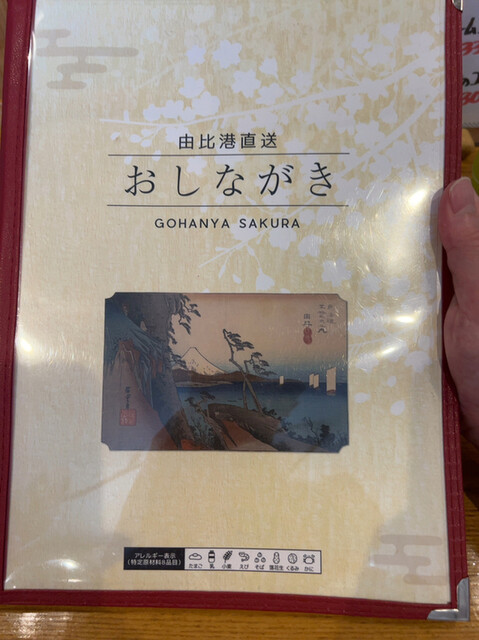 由比港直送
おしながき
GOHANYA SAKURA
由比
アレルギー表示
(特定原材料8品目)
たまご 乳 小麦 えび そば 落花生 くるみ かに